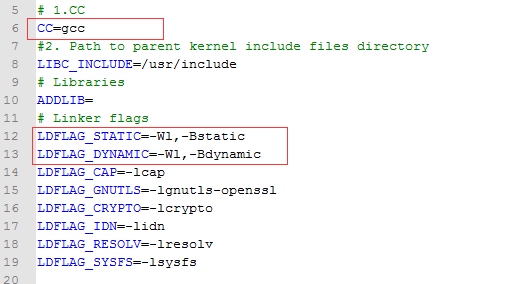 5 # 1.CC
6 CC=gcc
7 #2. Path to parent kernel include files directory
8 LIBC_INCLUDE=/usr/include
9 # Libraries
10 ADDLIB=
11 # Linker flags
12 LDFLAG_STATIC=-Wl,-Bstatic
13 LDFLAG_DYNAMIC=-Wl,-Bdynamic
14 LDFLAG_CAP=-lcap
15 LDFLAG_GNUTLS=-lgnutls-openssl
16 LDFLAG_CRYPTO=-lcrypto
17 LDFLAG_IDN=-lidn
18 LDFLAG_RESOLV=-lresolv
19 LDFLAG_SYSFS=-lsysfs
20